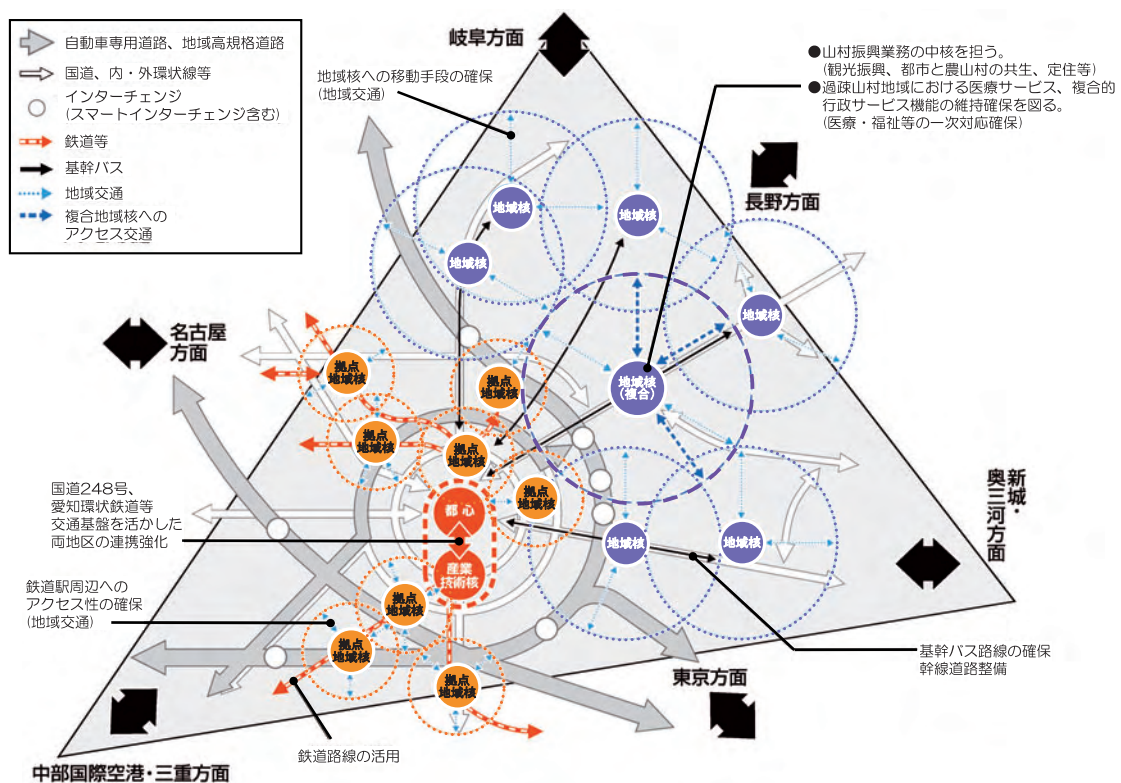 自動車専用道路、地域高規格道路
国道、内・外環状線等
インターチェンジ
(スマートインターチェンジ含む)
鉄道等
基幹バス
地域交通
複合地域核への
アクセス交通
岐阜方面
地域核への移動手段の確保
(地域交通)
●山村振興業務の中核を担う。
(観光振興、都市と農山村の共生、定住等)
●過疎山村地域における医療サービス、複合的
行政サービス機能の維持確保を図る。
(医療・福祉等の一次対応確保)
長野方面
地域核
地域核
地域核
地域核
名古屋
方面
拠点
地域核
拠点
地域核
地域核
(複合)
拠点
地域核
拠点
地域核
拠点
地域核
国道248号、
愛知環状鉄道等
交通基盤を活かした
両地区の連携強化
都心
産業
技術核
地域核
地域核
新城・
奥三河方面
鉄道駅周辺への
アクセス性の確保
(地域交通)
拠点
地域核
拠点
地域核
拠点
地域核
基幹バス路線の確保
幹線道路整備
東京方面
鉄道路線の活用
中部国際空港・三重方面